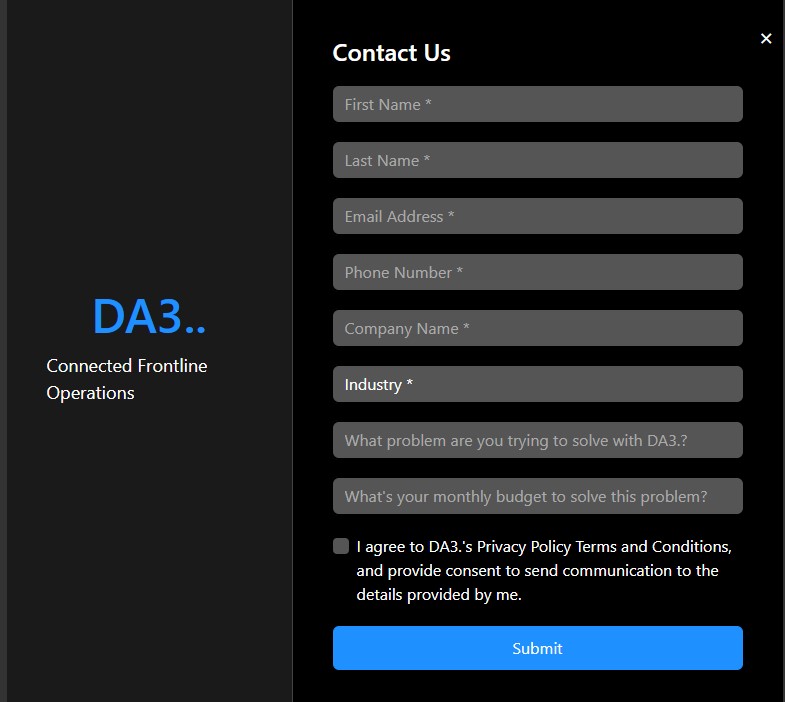 DA3..
Connected Frontline
Operations
Contact Us
×
First Name *
Last Name *
Email Address *
Phone Number *
Company Name *
Industry *
What problem are you trying to solve with DA3.?
What's your monthly budget to solve this problem?
I agree to DA3.'s Privacy Policy Terms and Conditions,
and provide consent to send communication to the
details provided by me.
Submit